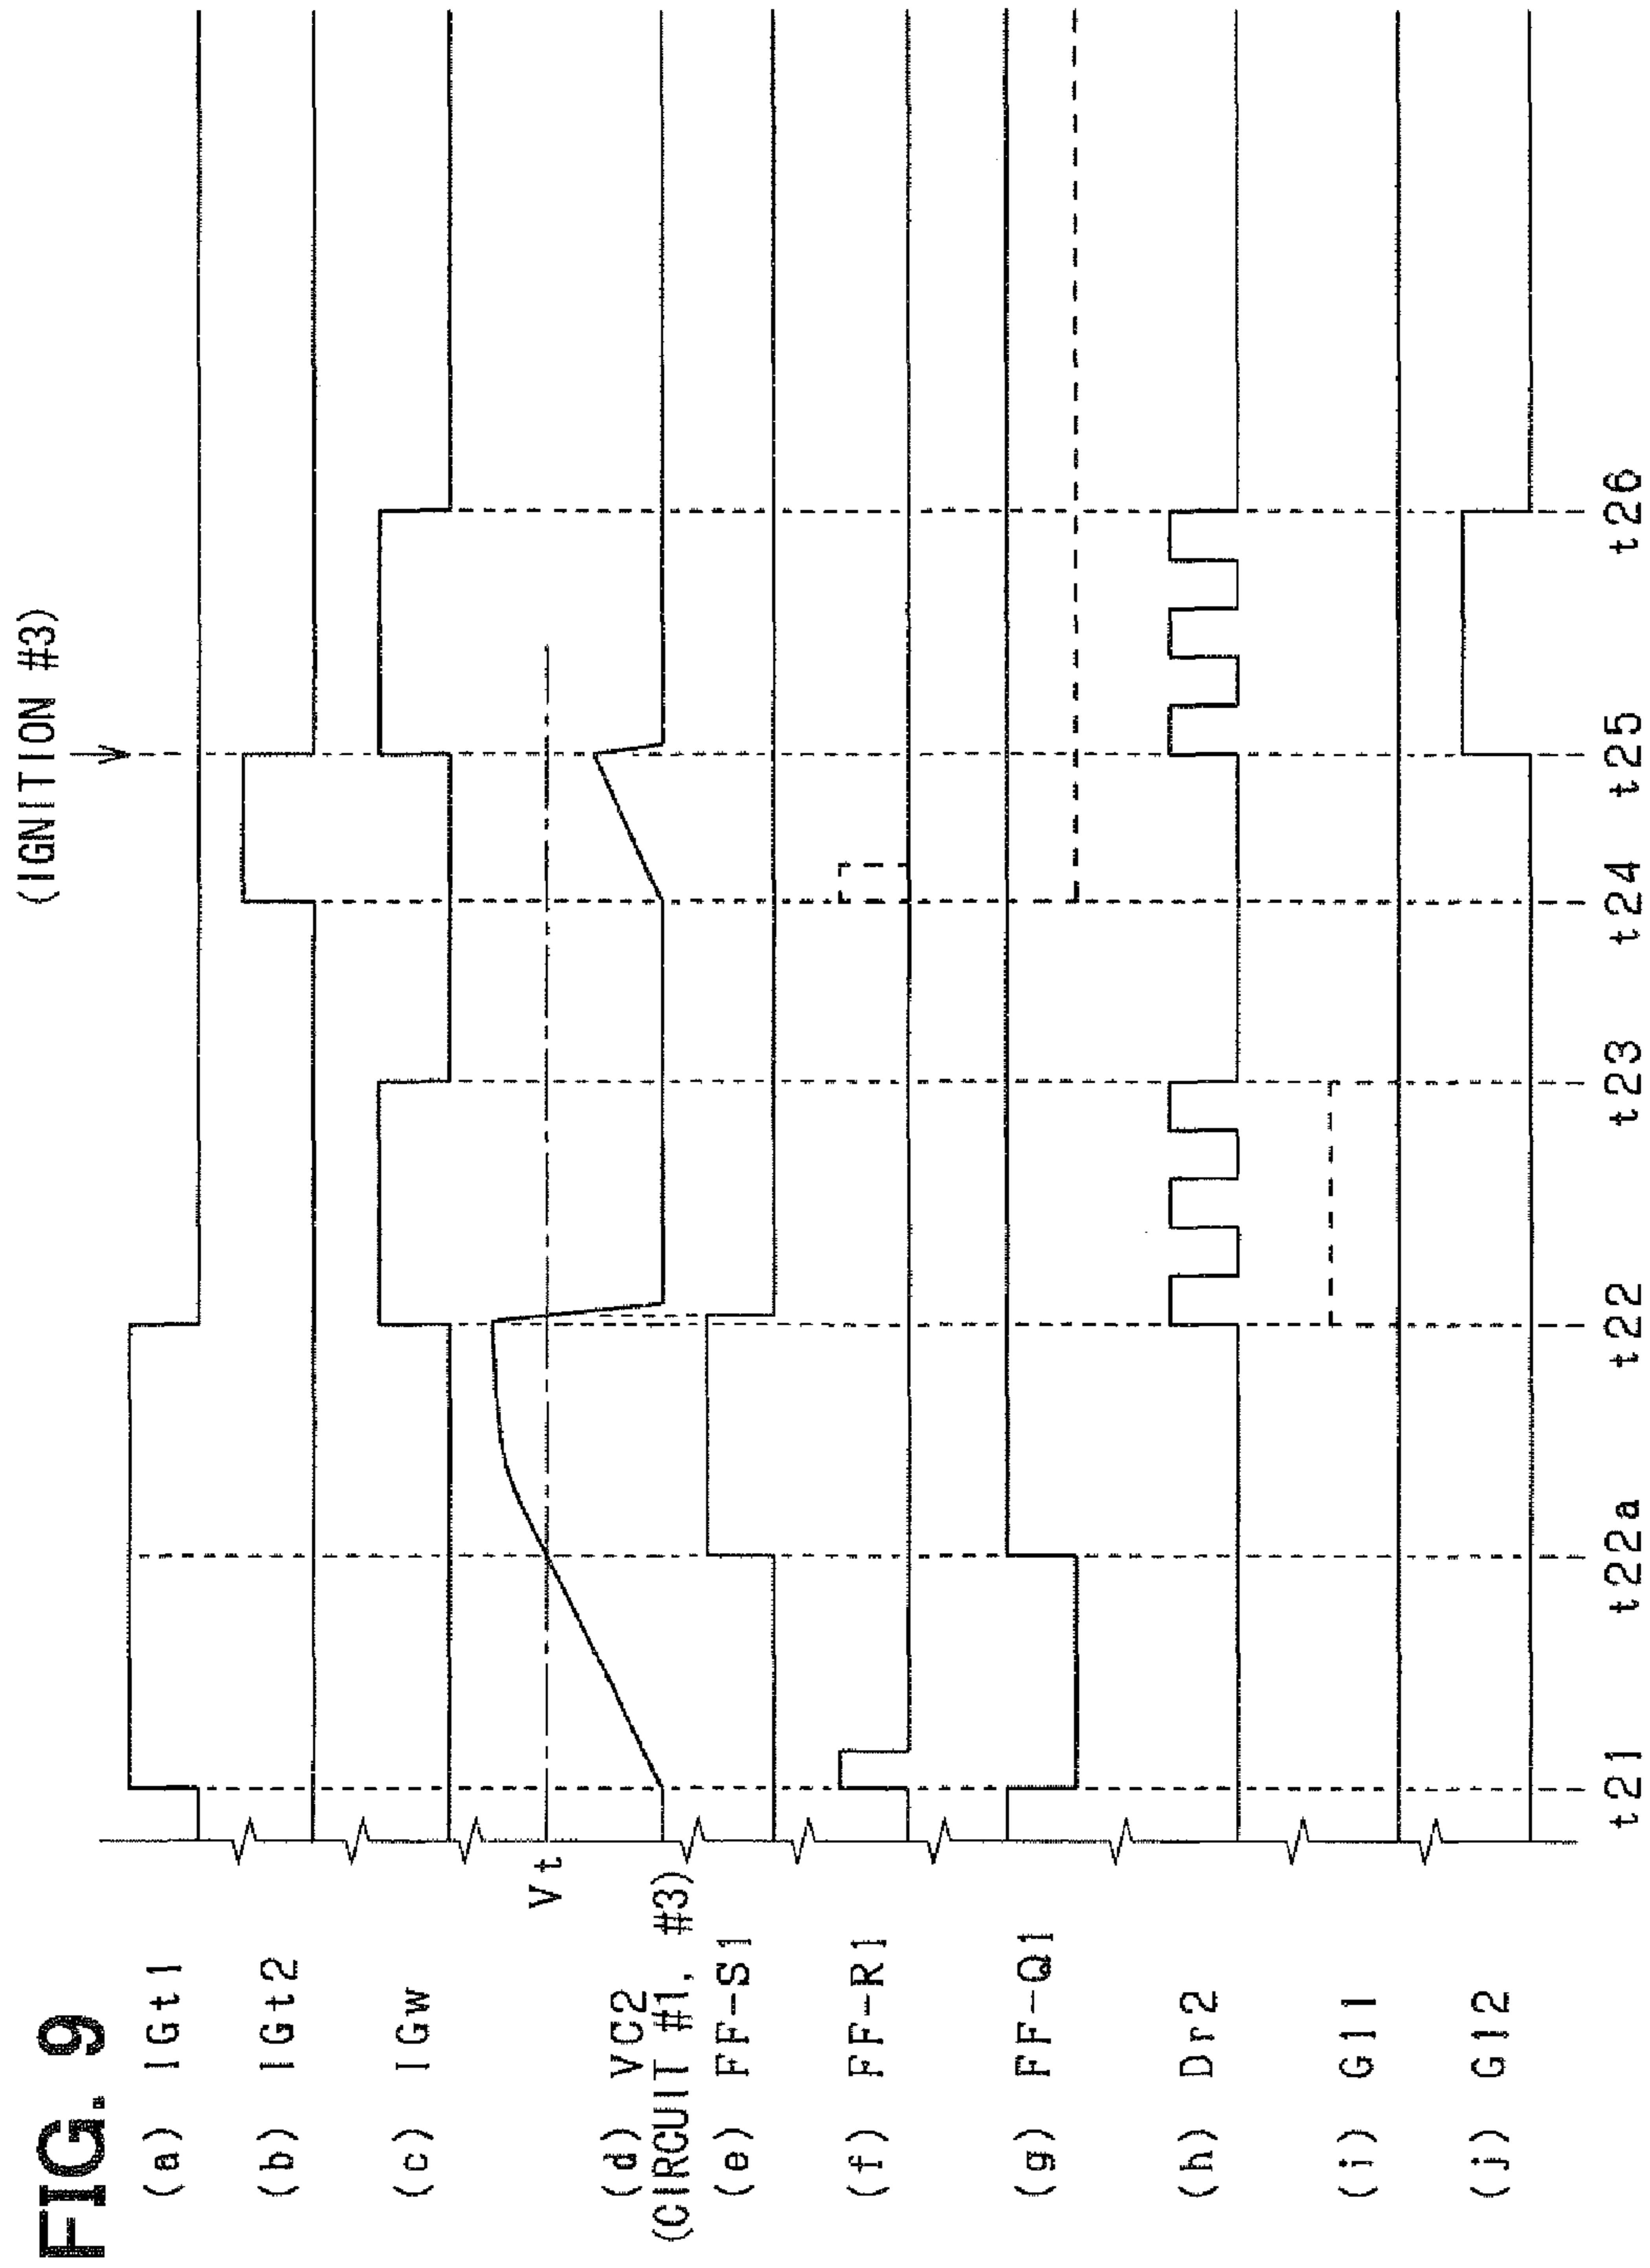 FIG. 9
(IGNITION #3)
(a) IGt1
(b) IGt2
(c) IGw
Vt
(d) VC2
(CIRCUIT #1, #3)
(e) FF-S1
(f) FF-R1
(g) FF-Q1
(h) Dr2
(i) G11
(j) G12
t21 t22a t22 t23 t24 t25 t26